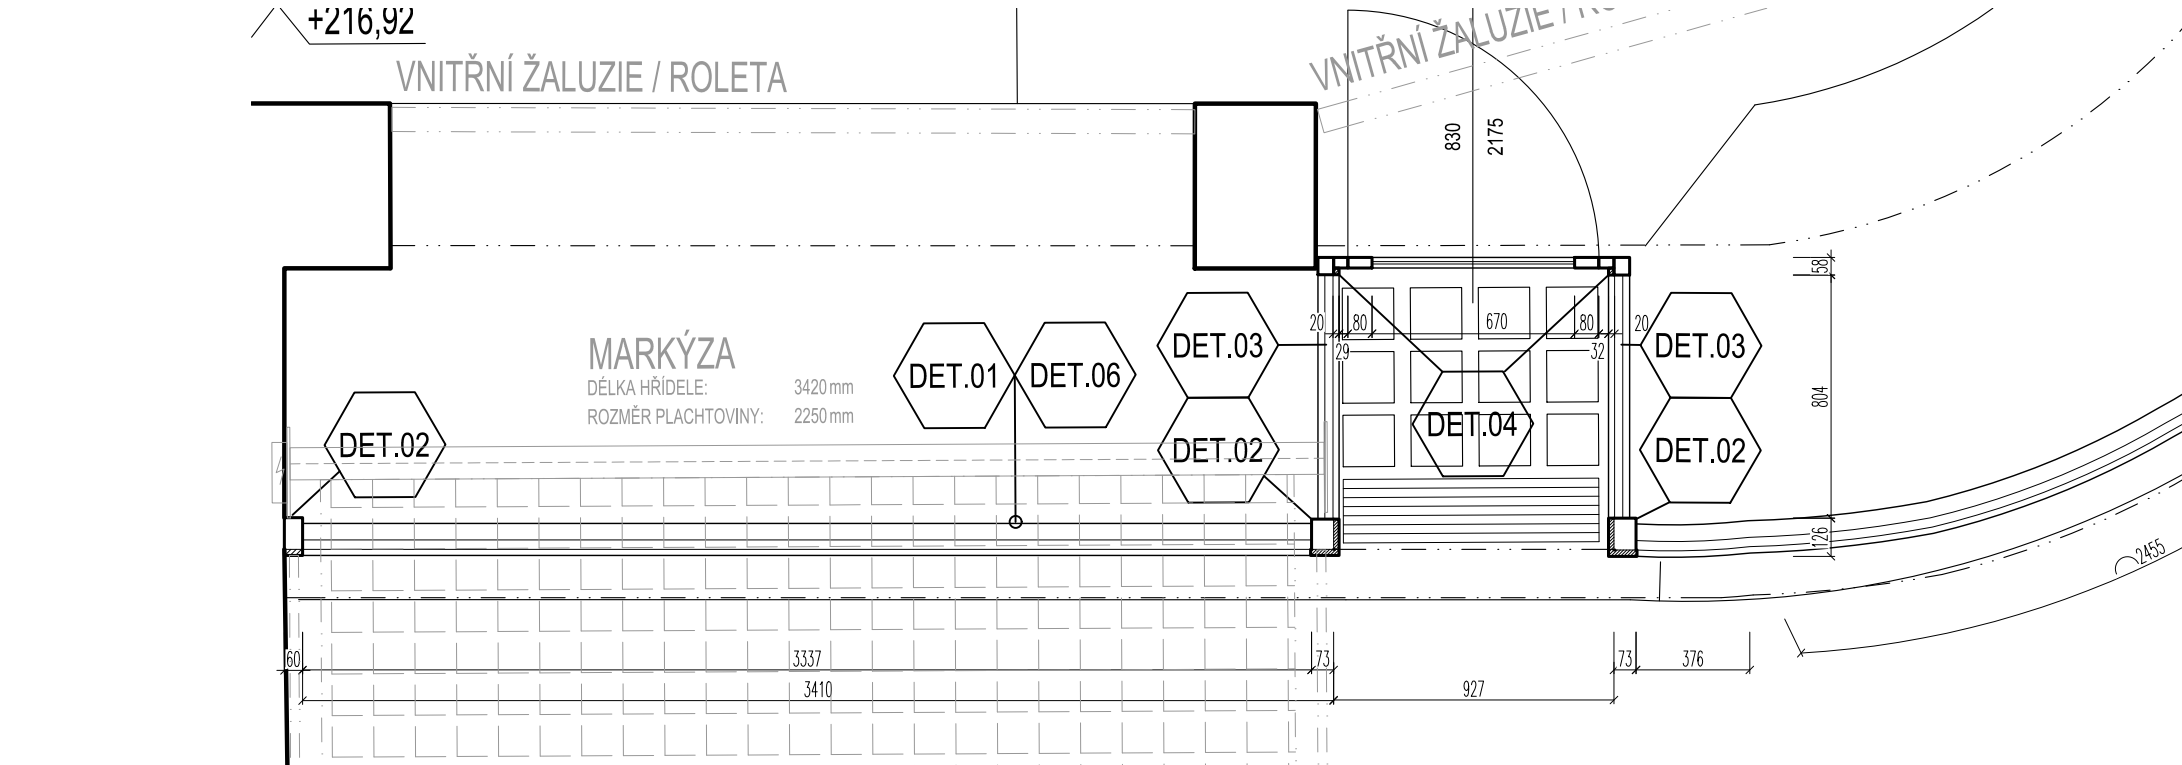 +216,92
VNITŘNÍ ŽALUZIE / ROLETA
VNITŘNÍ ŽALUZIE /
830
2175
58
20
80
670
80
20
29
32
DET.03
DET.03
MARKÝZA
DÉLKA HŘÍDELE: 3420 mm
ROZMĚR PLACHTOVINY: 2250 mm
DET.01
DET.06
804
DET.04
DET.02
DET.02
DET.02
126
2455
60
3337
73
73
376
3410
927